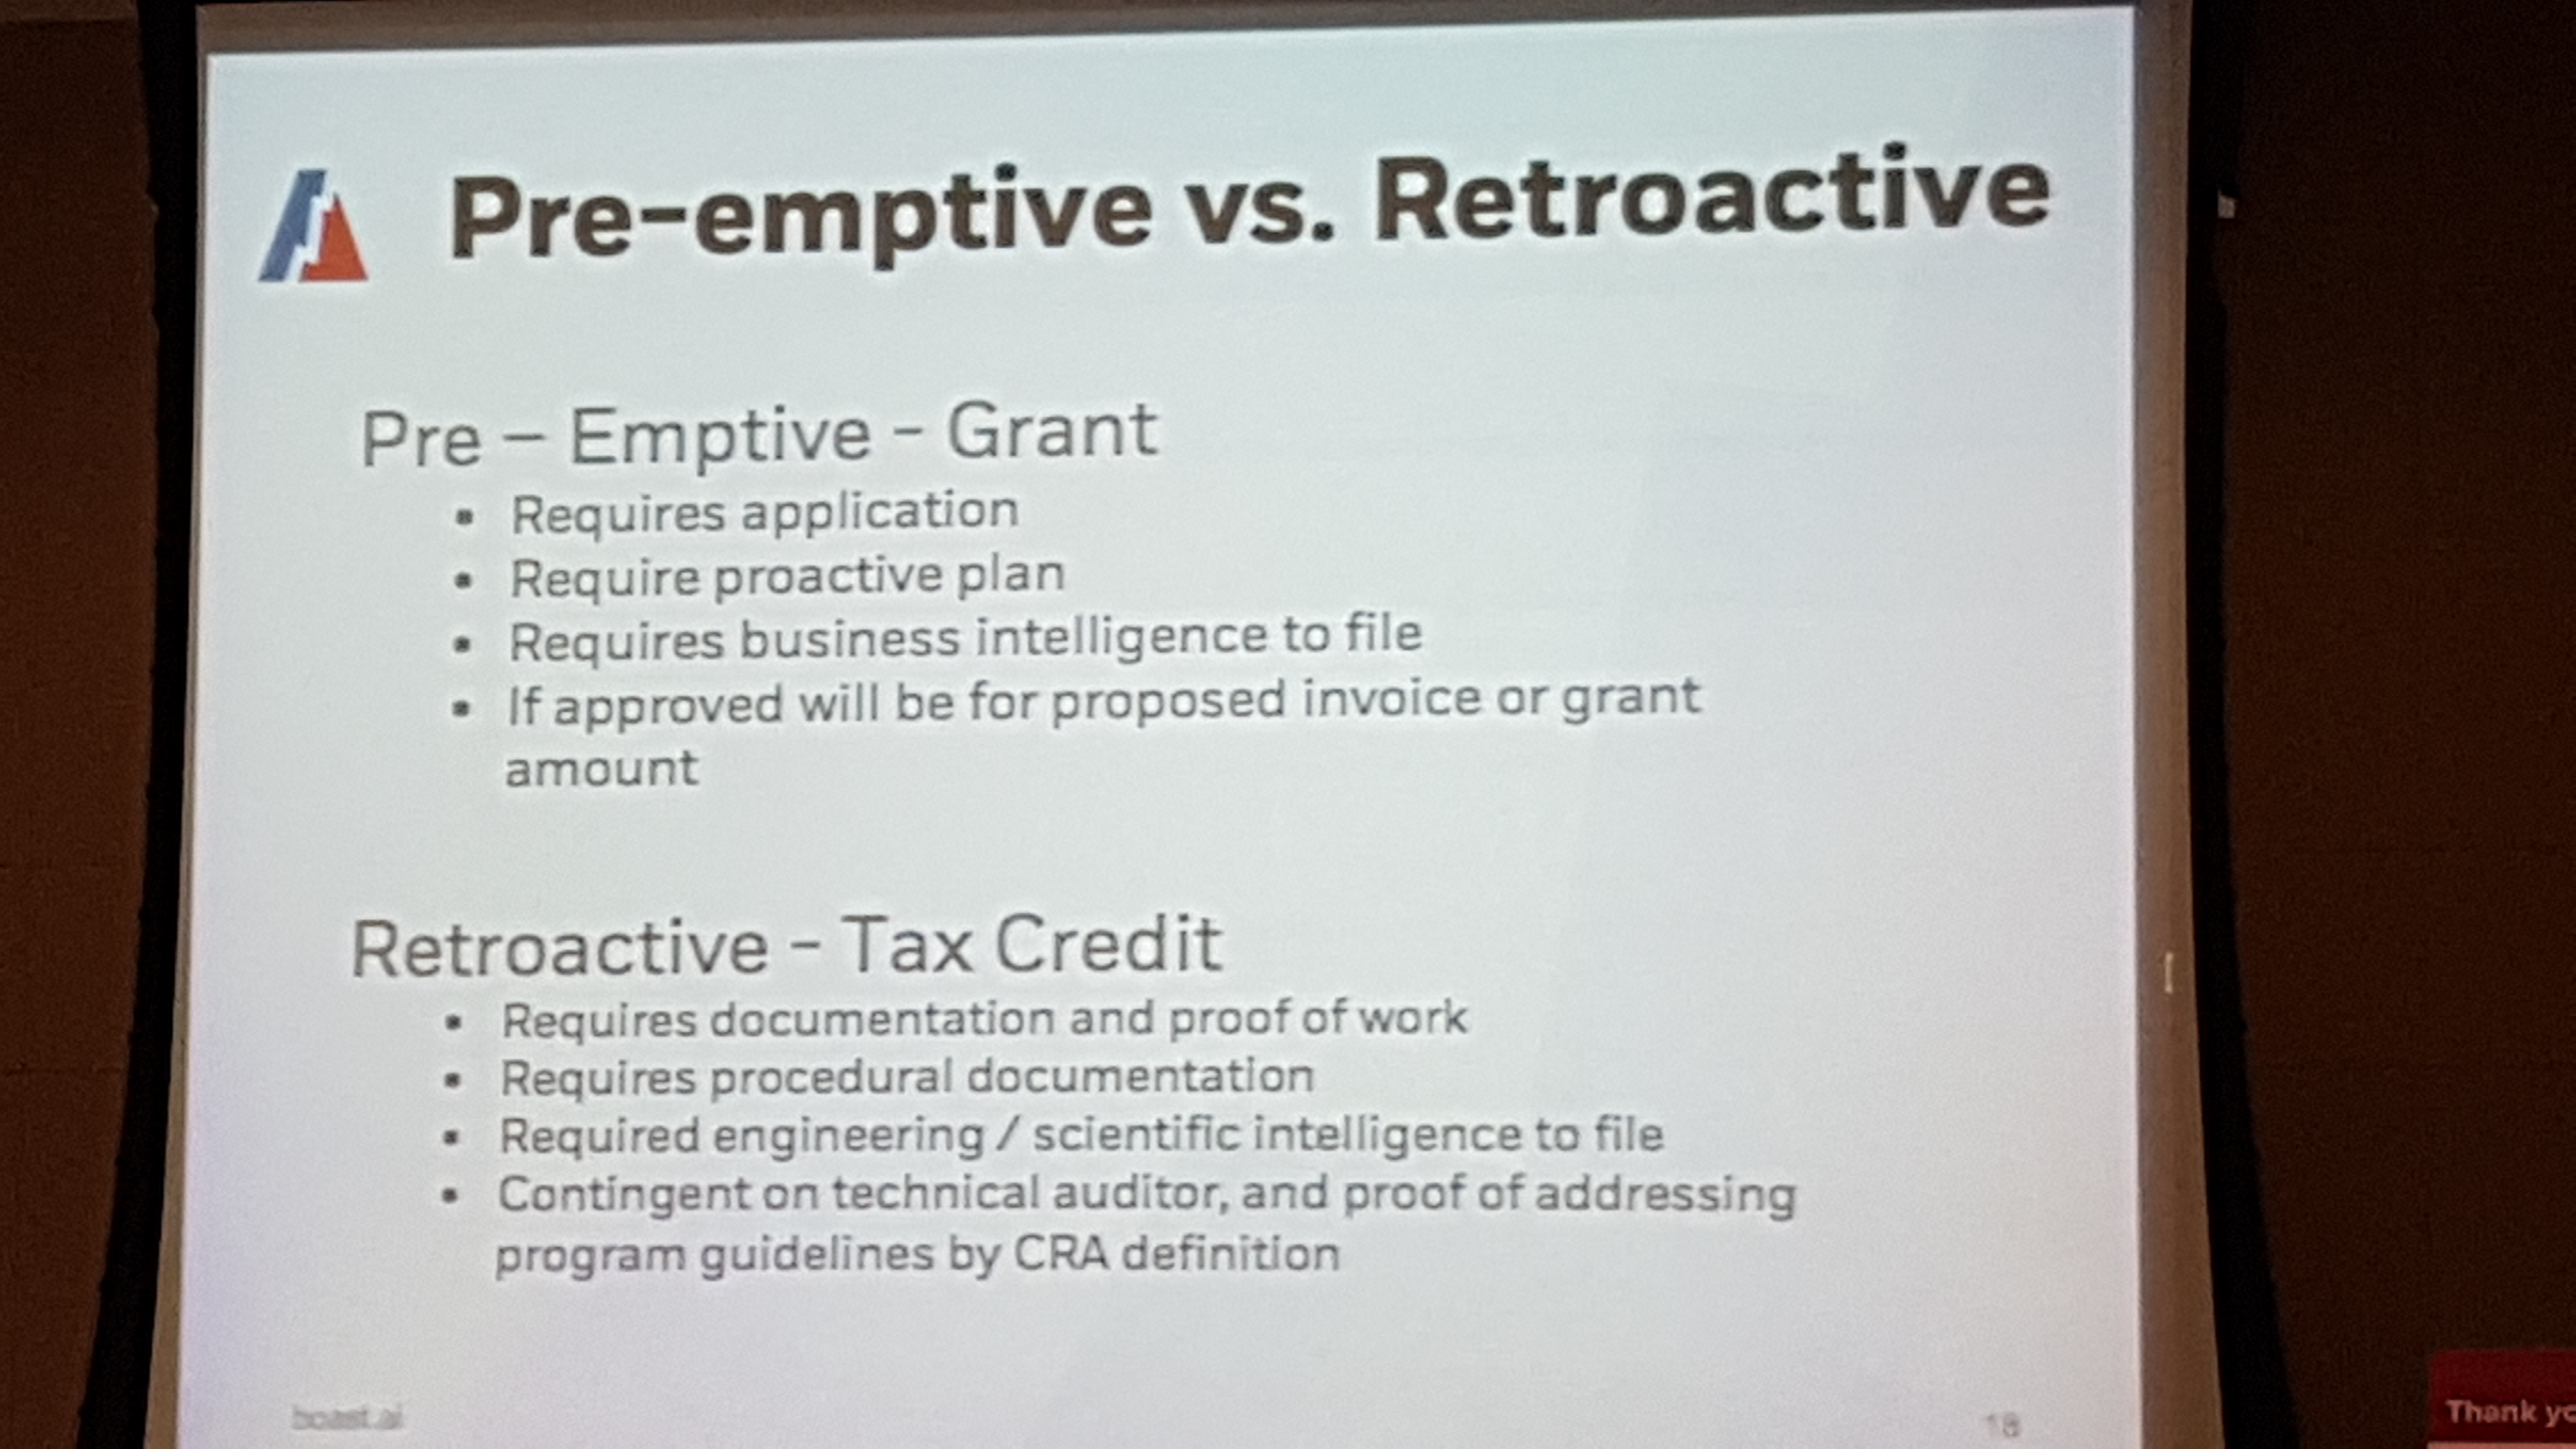 Pre-emptive vs. Retroactive
Pre – Emptive - Grant
• Requires application
• Require proactive plan
• Requires business intelligence to file
• If approved will be for proposed invoice or grant
amount
Retroactive - Tax Credit
• Requires documentation and proof of work
• Requires procedural documentation
• Required engineering / scientific intelligence to file
• Contingent on technical auditor, and proof of addressing
program guidelines by CRA definition
boast.ai
18
Thank